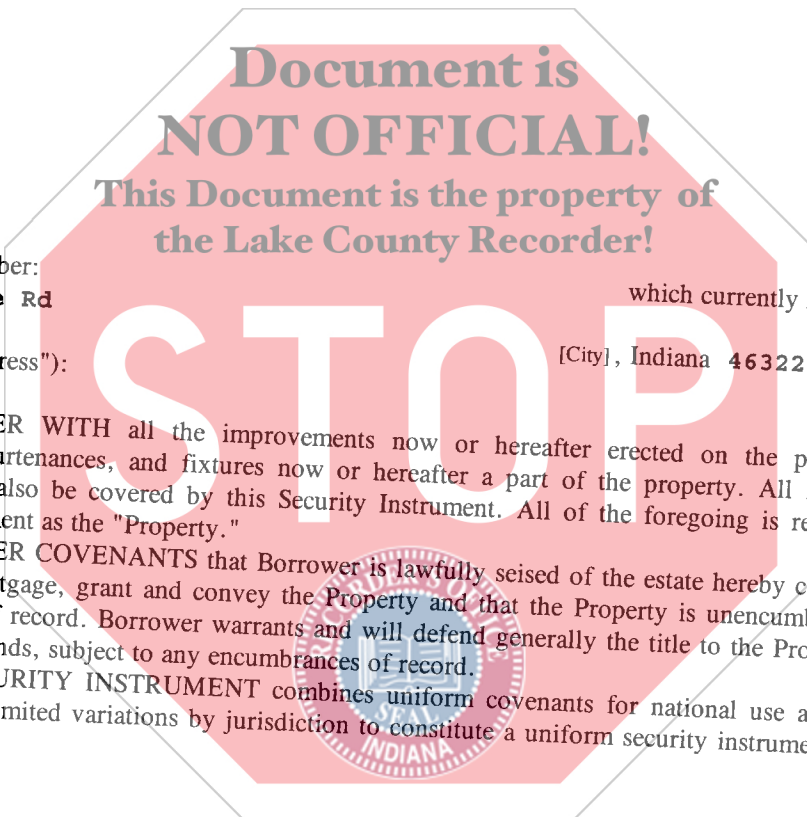 Document is
NOT OFFICIAL!
This Document is the property of
the Lake County Recorder!
ber:
e Rd which currently
ress"): [City], Indiana 46322
STOP
ER WITH all the improvements now or hereafter erected on the p
urtenances, and fixtures now or hereafter a part of the property. All
also be covered by this Security Instrument. All of the foregoing is re
ent as the "Property."
ER COVENANTS that Borrower is lawfully seised of the estate hereby c
tgage, grant and convey the Property and that the Property is unencumb
record. Borrower warrants and will defend generally the title to the Pro
nds, subject to any encumbrances of record.
URITY INSTRUMENT combines uniform covenants for national use a
mited variations by jurisdiction to constitute a uniform security instrume
SEAL
INDIANA